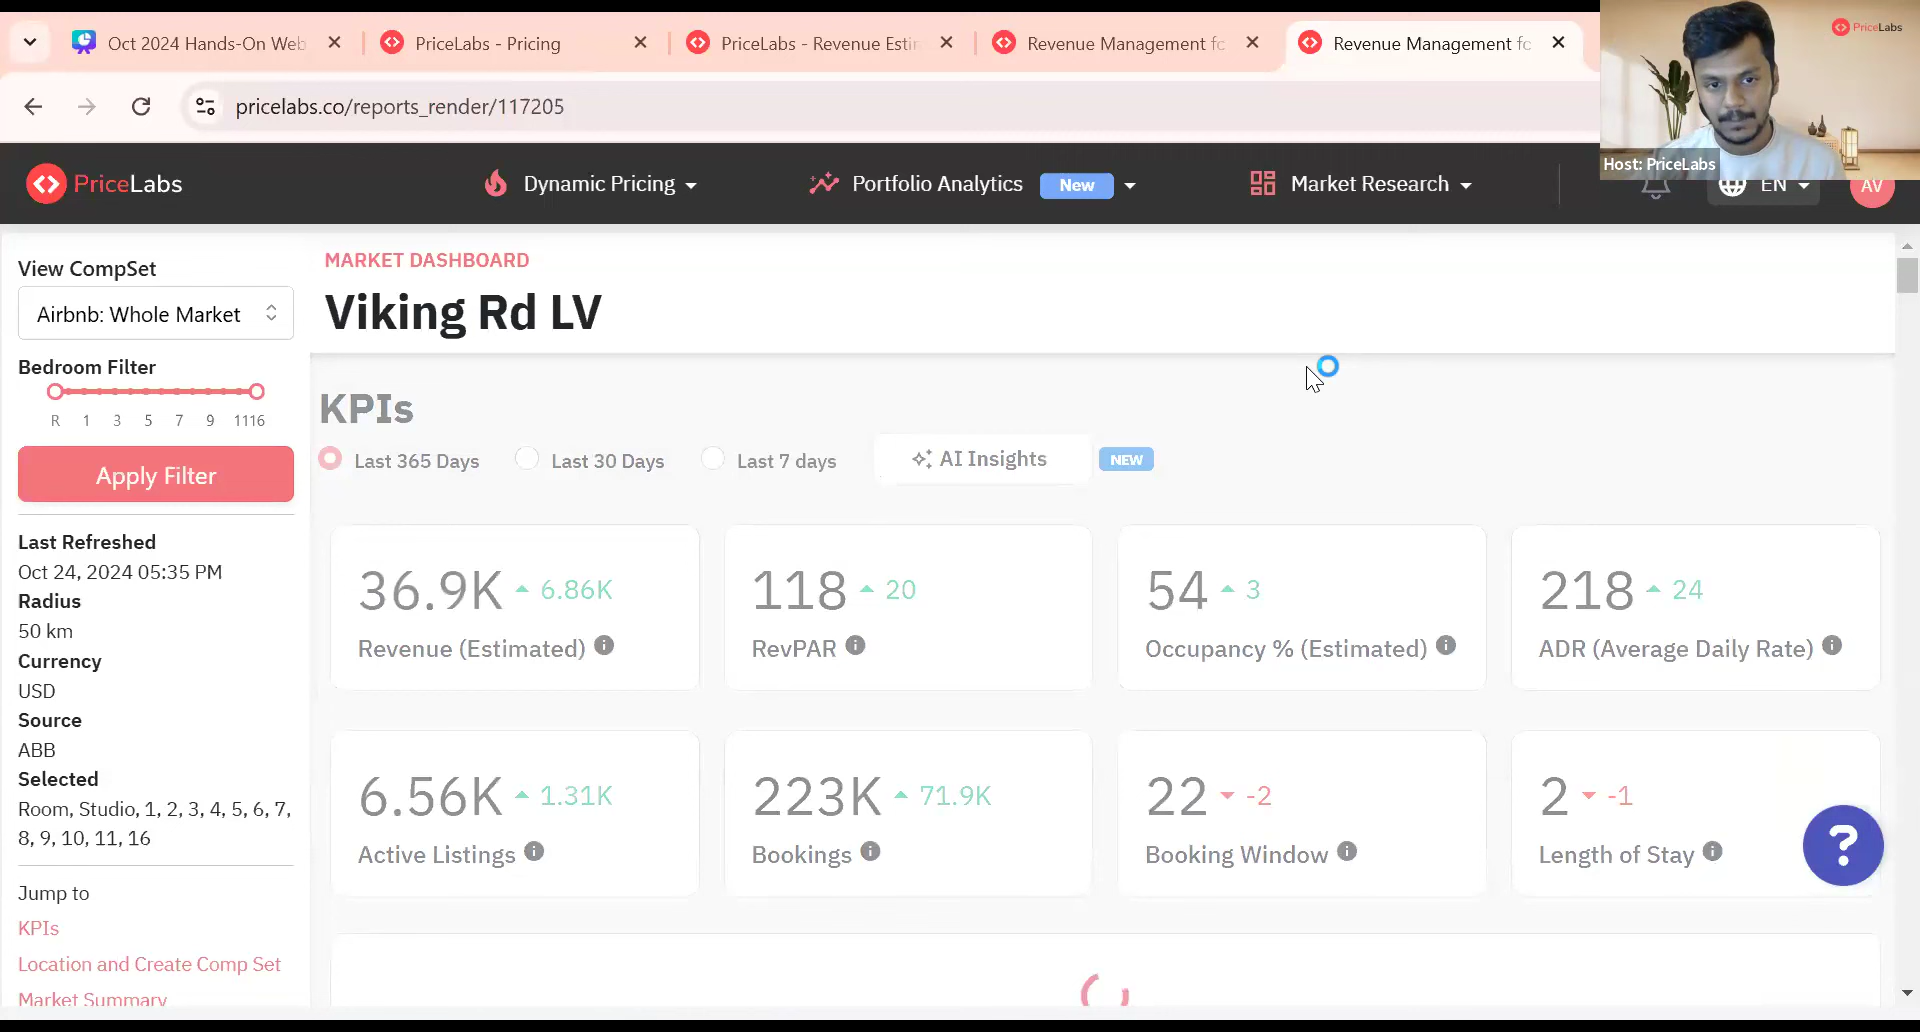 Oct 2024 Hands-On Web
PriceLabs - Pricing
PriceLabs - Revenue Estin
Revenue Management fo
Revenue Management fo
PriceLabs
pricelabs.co/reports_render/117205
Host: PriceLabs
PriceLabs
Dynamic Pricing
Portfolio Analytics
New
Market Research
EN
AV
View CompSet
Airbnb: Whole Market
Bedroom Filter
R 1 3 5 7 9 1116
Apply Filter
Last Refreshed
Oct 24, 2024 05:35 PM
Radius
50 km
Currency
USD
Source
ABB
Selected
Room, Studio, 1, 2, 3, 4, 5, 6, 7,
8, 9, 10, 11, 16
Jump to
KPIs
Location and Create Comp Set
Market Summary
MARKET DASHBOARD
Viking Rd LV
KPIs
Last 365 Days
Last 30 Days
Last 7 days
AI Insights
NEW
36.9K 6.86K
Revenue (Estimated)
118 20
RevPAR
54 3
Occupancy % (Estimated)
218 24
ADR (Average Daily Rate)
6.56K 1.31K
Active Listings
223K 71.9K
Bookings
22 -2
Booking Window
2 -1
Length of Stay
?